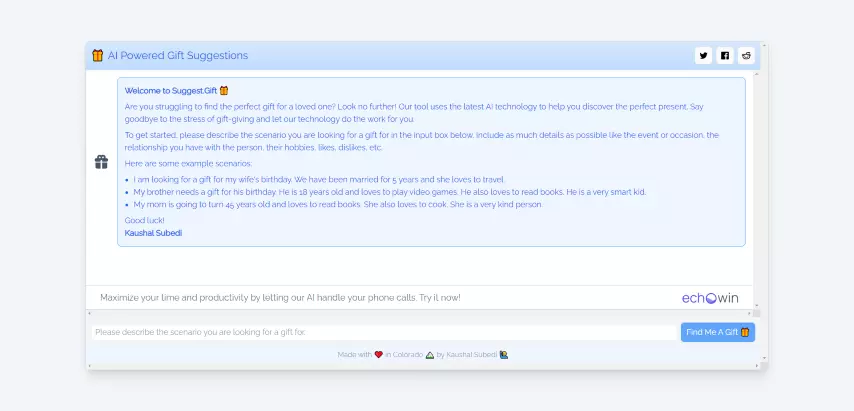 AI Powered Gift Suggestions
Welcome to Suggest.Gift
Are you struggling to find the perfect gift for a loved one? Look no further! Our tool uses the latest AI technology to help you discover the perfect present. Say
goodbye to the stress of gift-giving and let our technology do the work for you.
To get started, please describe the scenario you are looking for a gift for in the input box below. Include as much details as possible like the event or occasion, the
relationship you have with the person, their hobbies, likes, dislikes, etc.
Here are some example scenarios:
I am looking for a gift for my wife's birthday. We have been married for 5 years and she loves to travel.
My brother needs a gift for his birthday. He is 18 years old and loves to play video games. He also loves to read books. He is a very smart kid.
My mom is going to turn 45 years old and loves to read books. She also loves to cook. She is a very kind person.
Good luck!
Kaushal Subedi
Maximize your time and productivity by letting our AI handle your phone calls. Try it now!
echowin
Please describe the scenario you are looking for a gift for.
Find Me A Gift
Made with ❤️ in Colorado by Kaushal Subedi